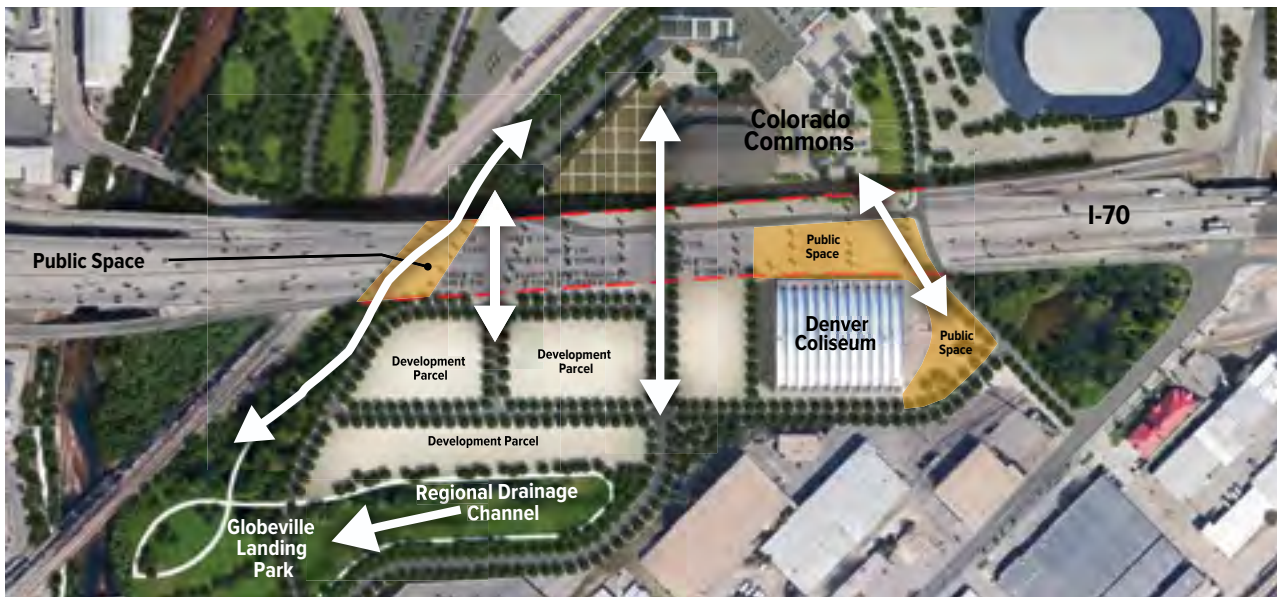 Colorado
Commons
I-70
Public Space
Public
Space
Denver
Coliseum
Public
Space
Development
Parcel
Development
Parcel
Development Parcel
Regional Drainage
Channel
Globeville
Landing
Park